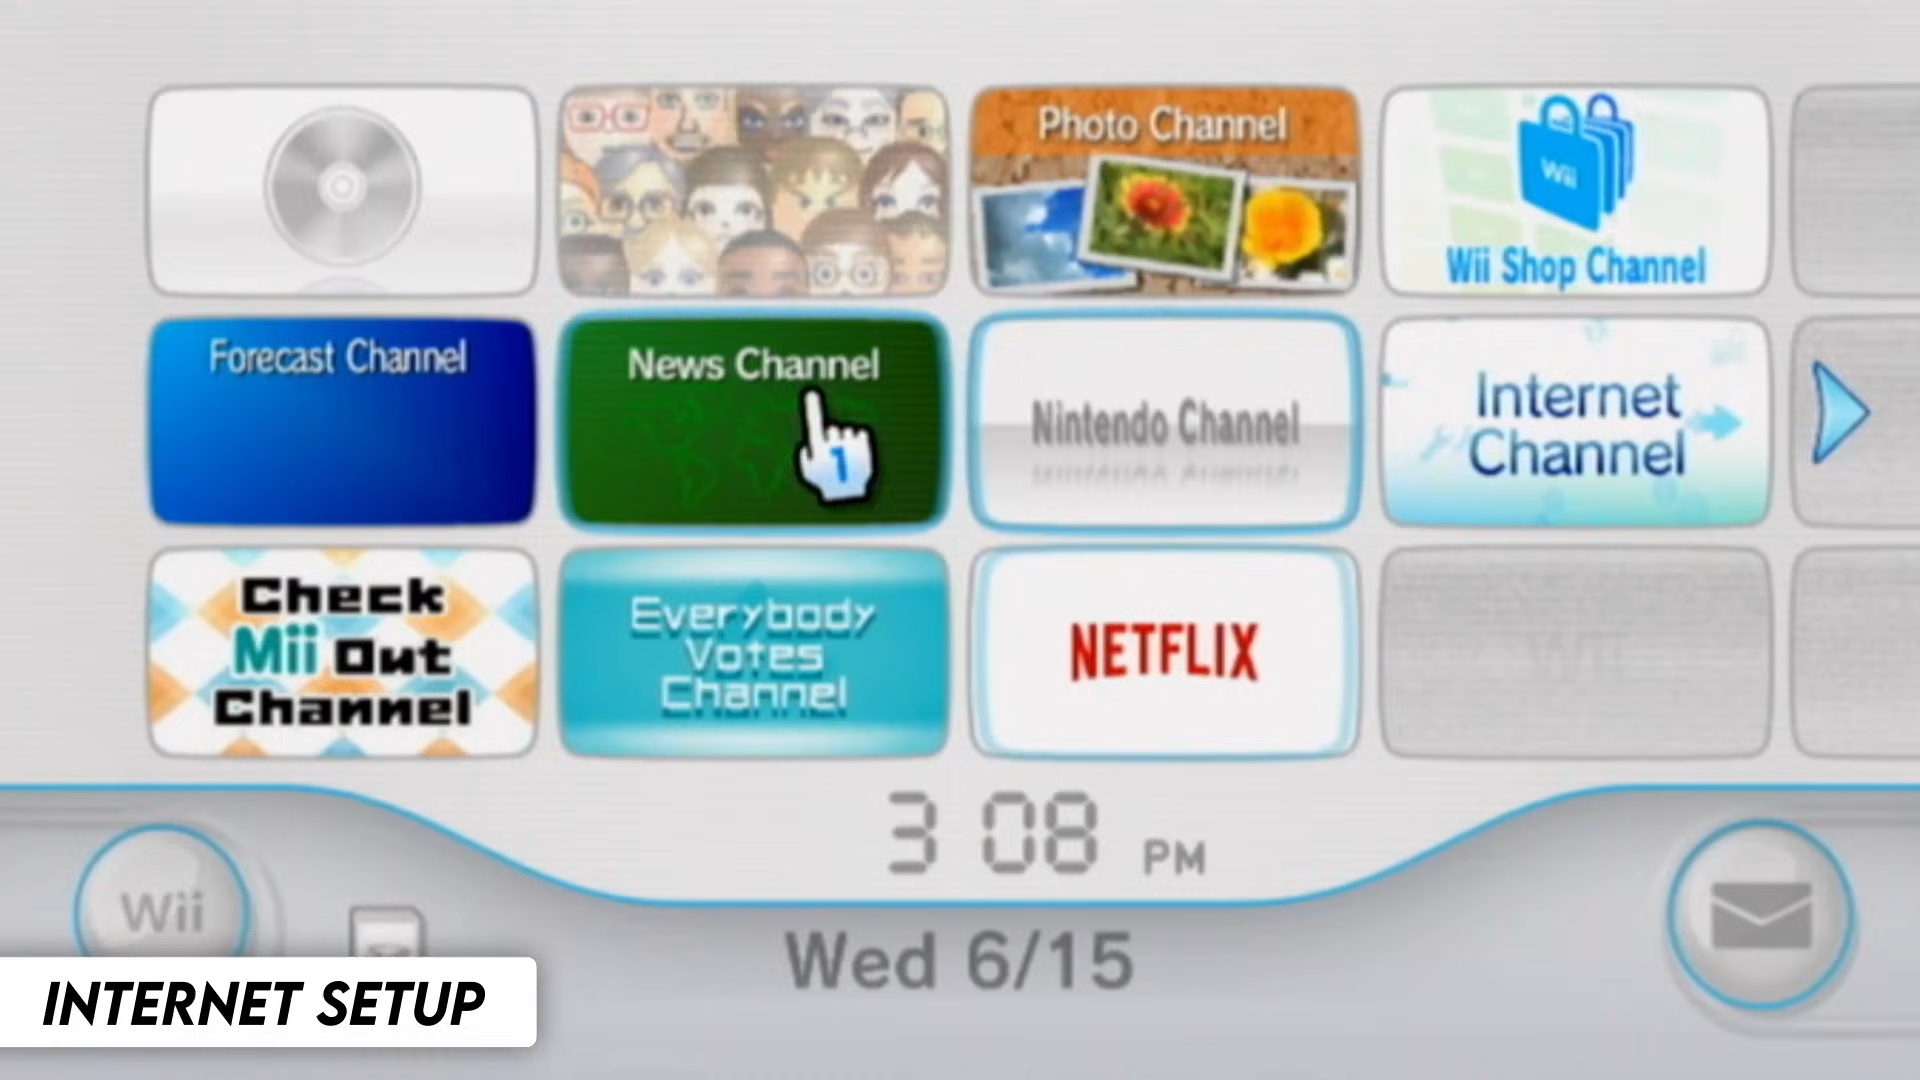 Photo Channel
Wii
Wii Shop Channel
Forecast Channel
News Channel
1
Nintendo Channel
Internet
Channel
Check
Mii Out
Channel
Everybody
Votes
Channel
NETFLIX
3 08 PM
Wii
Wed 6/15
INTERNET SETUP